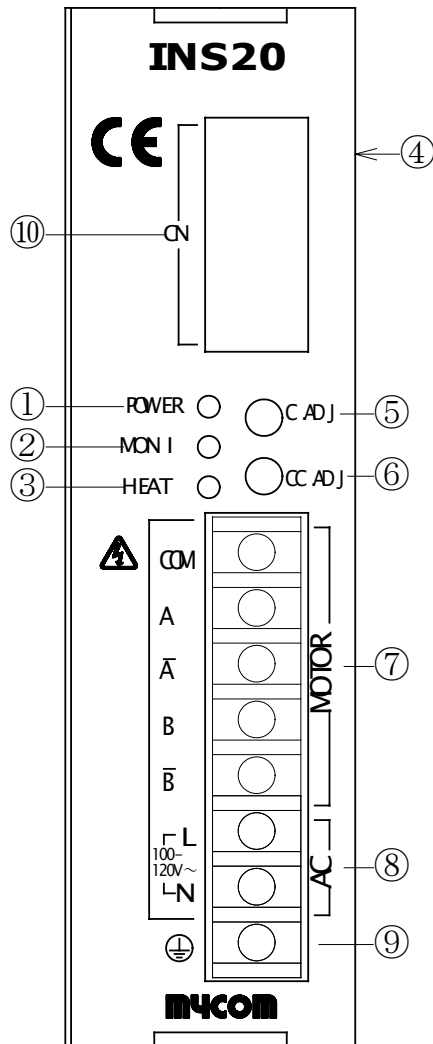 INS20
CE
④
⑩ CN
① POWER
C.ADJ ⑤
② MONI
③ HEAT
CC ADJ ⑥
COM
A
A̅
B
B̅
MOTOR ⑦
L
100-
120V~
N
AC ⑧
⑨
mycom